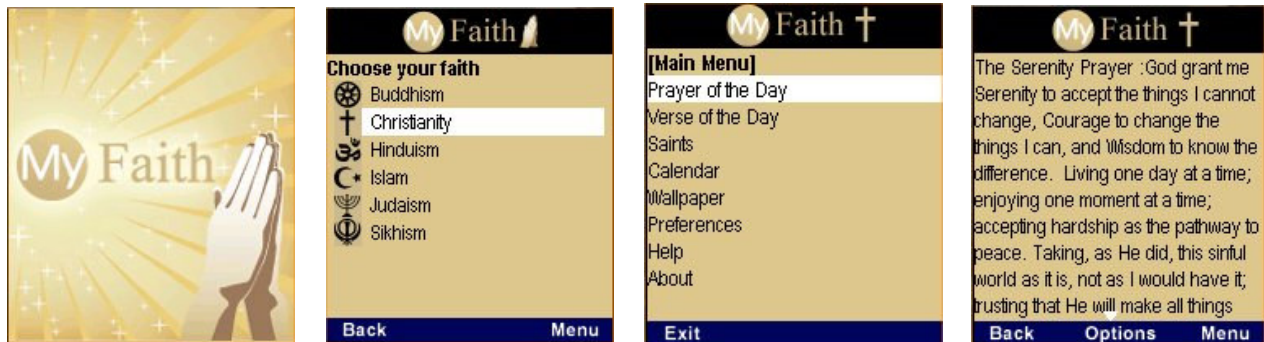 My Faith
My Faith
Choose your faith
Buddhism
Christianity
Hinduism
Islam
Judaism
Sikhism
Back Menu
My Faith
[Main Menu]
Prayer of the Day
Verse of the Day
Saints
Calendar
Wallpaper
Preferences
Help
About
Exit
My Faith
The Serenity Prayer :God grant me
Serenity to accept the things I cannot
change, Courage to change the
things I can, and Wisdom to know the
difference. Living one day at a time;
enjoying one moment at a time;
accepting hardship as the pathway to
peace. Taking, as He did, this sinful
world as it is, not as I would have it;
trusting that He will make all things
Back Options Menu